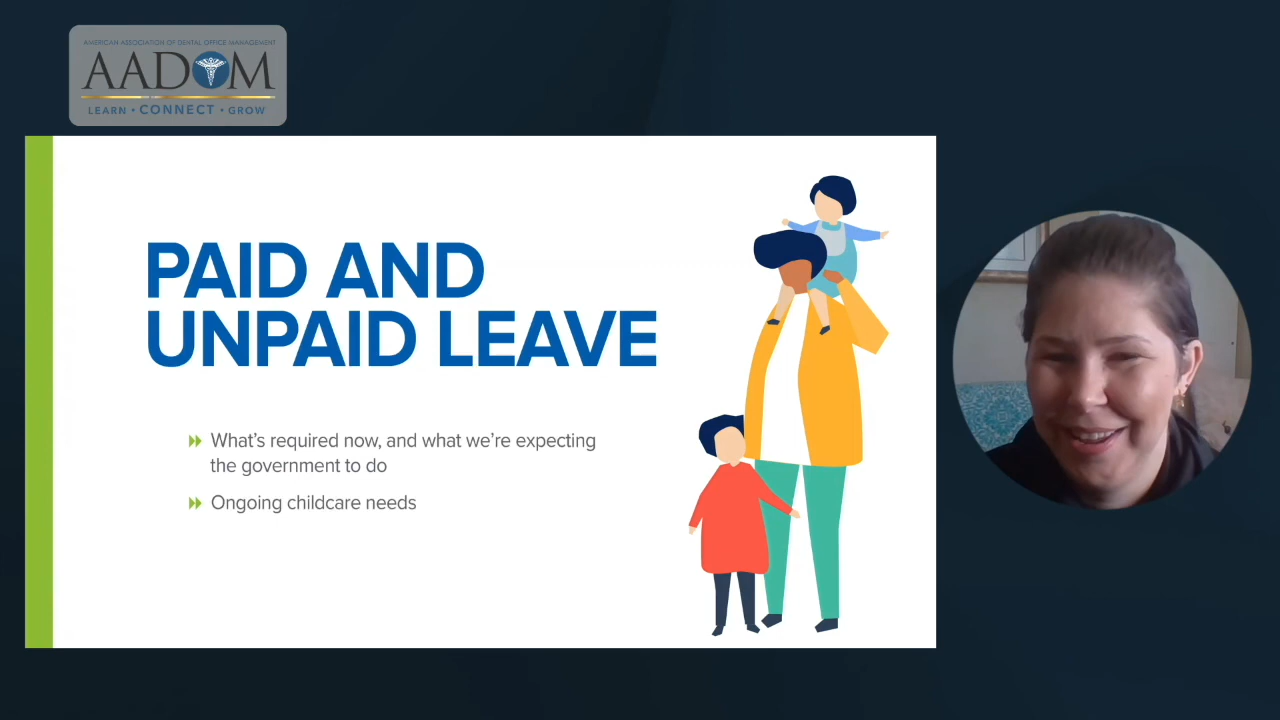 AMERICAN ASSOCIATION OF DENTAL OFFICE MANAGEMENT
AADOM
LEARN • CONNECT • GROW
PAID AND
UNPAID LEAVE
What's required now, and what we're expecting
the government to do
Ongoing childcare needs